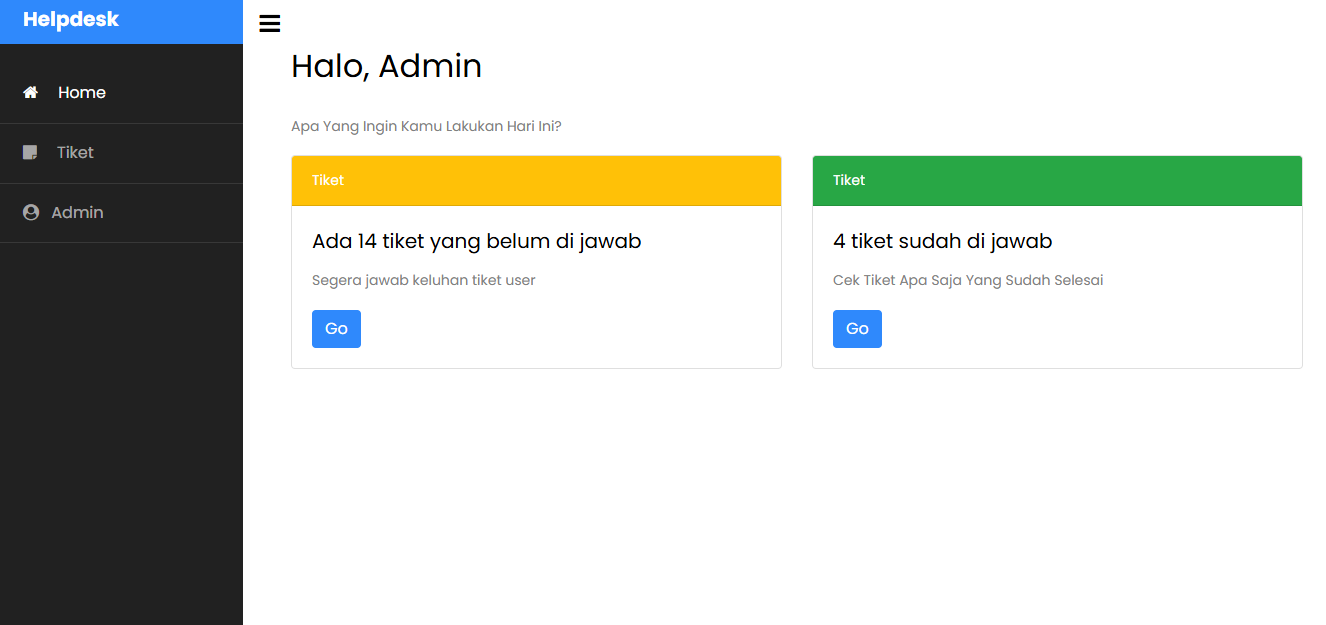 Helpdesk
Home
Tiket
Admin
Halo, Admin
Apa Yang Ingin Kamu Lakukan Hari Ini?
Tiket
Ada 14 tiket yang belum di jawab
Segera jawab keluhan tiket user
Go
Tiket
4 tiket sudah di jawab
Cek Tiket Apa Saja Yang Sudah Selesai
Go